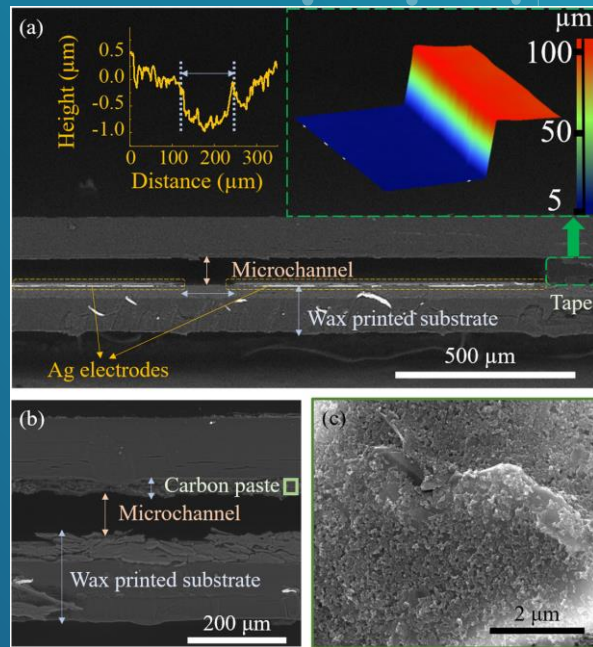 (a)
Height (µm)
0.5
0.0
-0.5
-1.0
0
100
200
300
Distance (µm)
µm
100
50
5
Microchannel
Tape
Wax printed substrate
Ag electrodes
500 µm
(b)
Carbon paste
Microchannel
Wax printed substrate
200 µm
(c)
2 µm